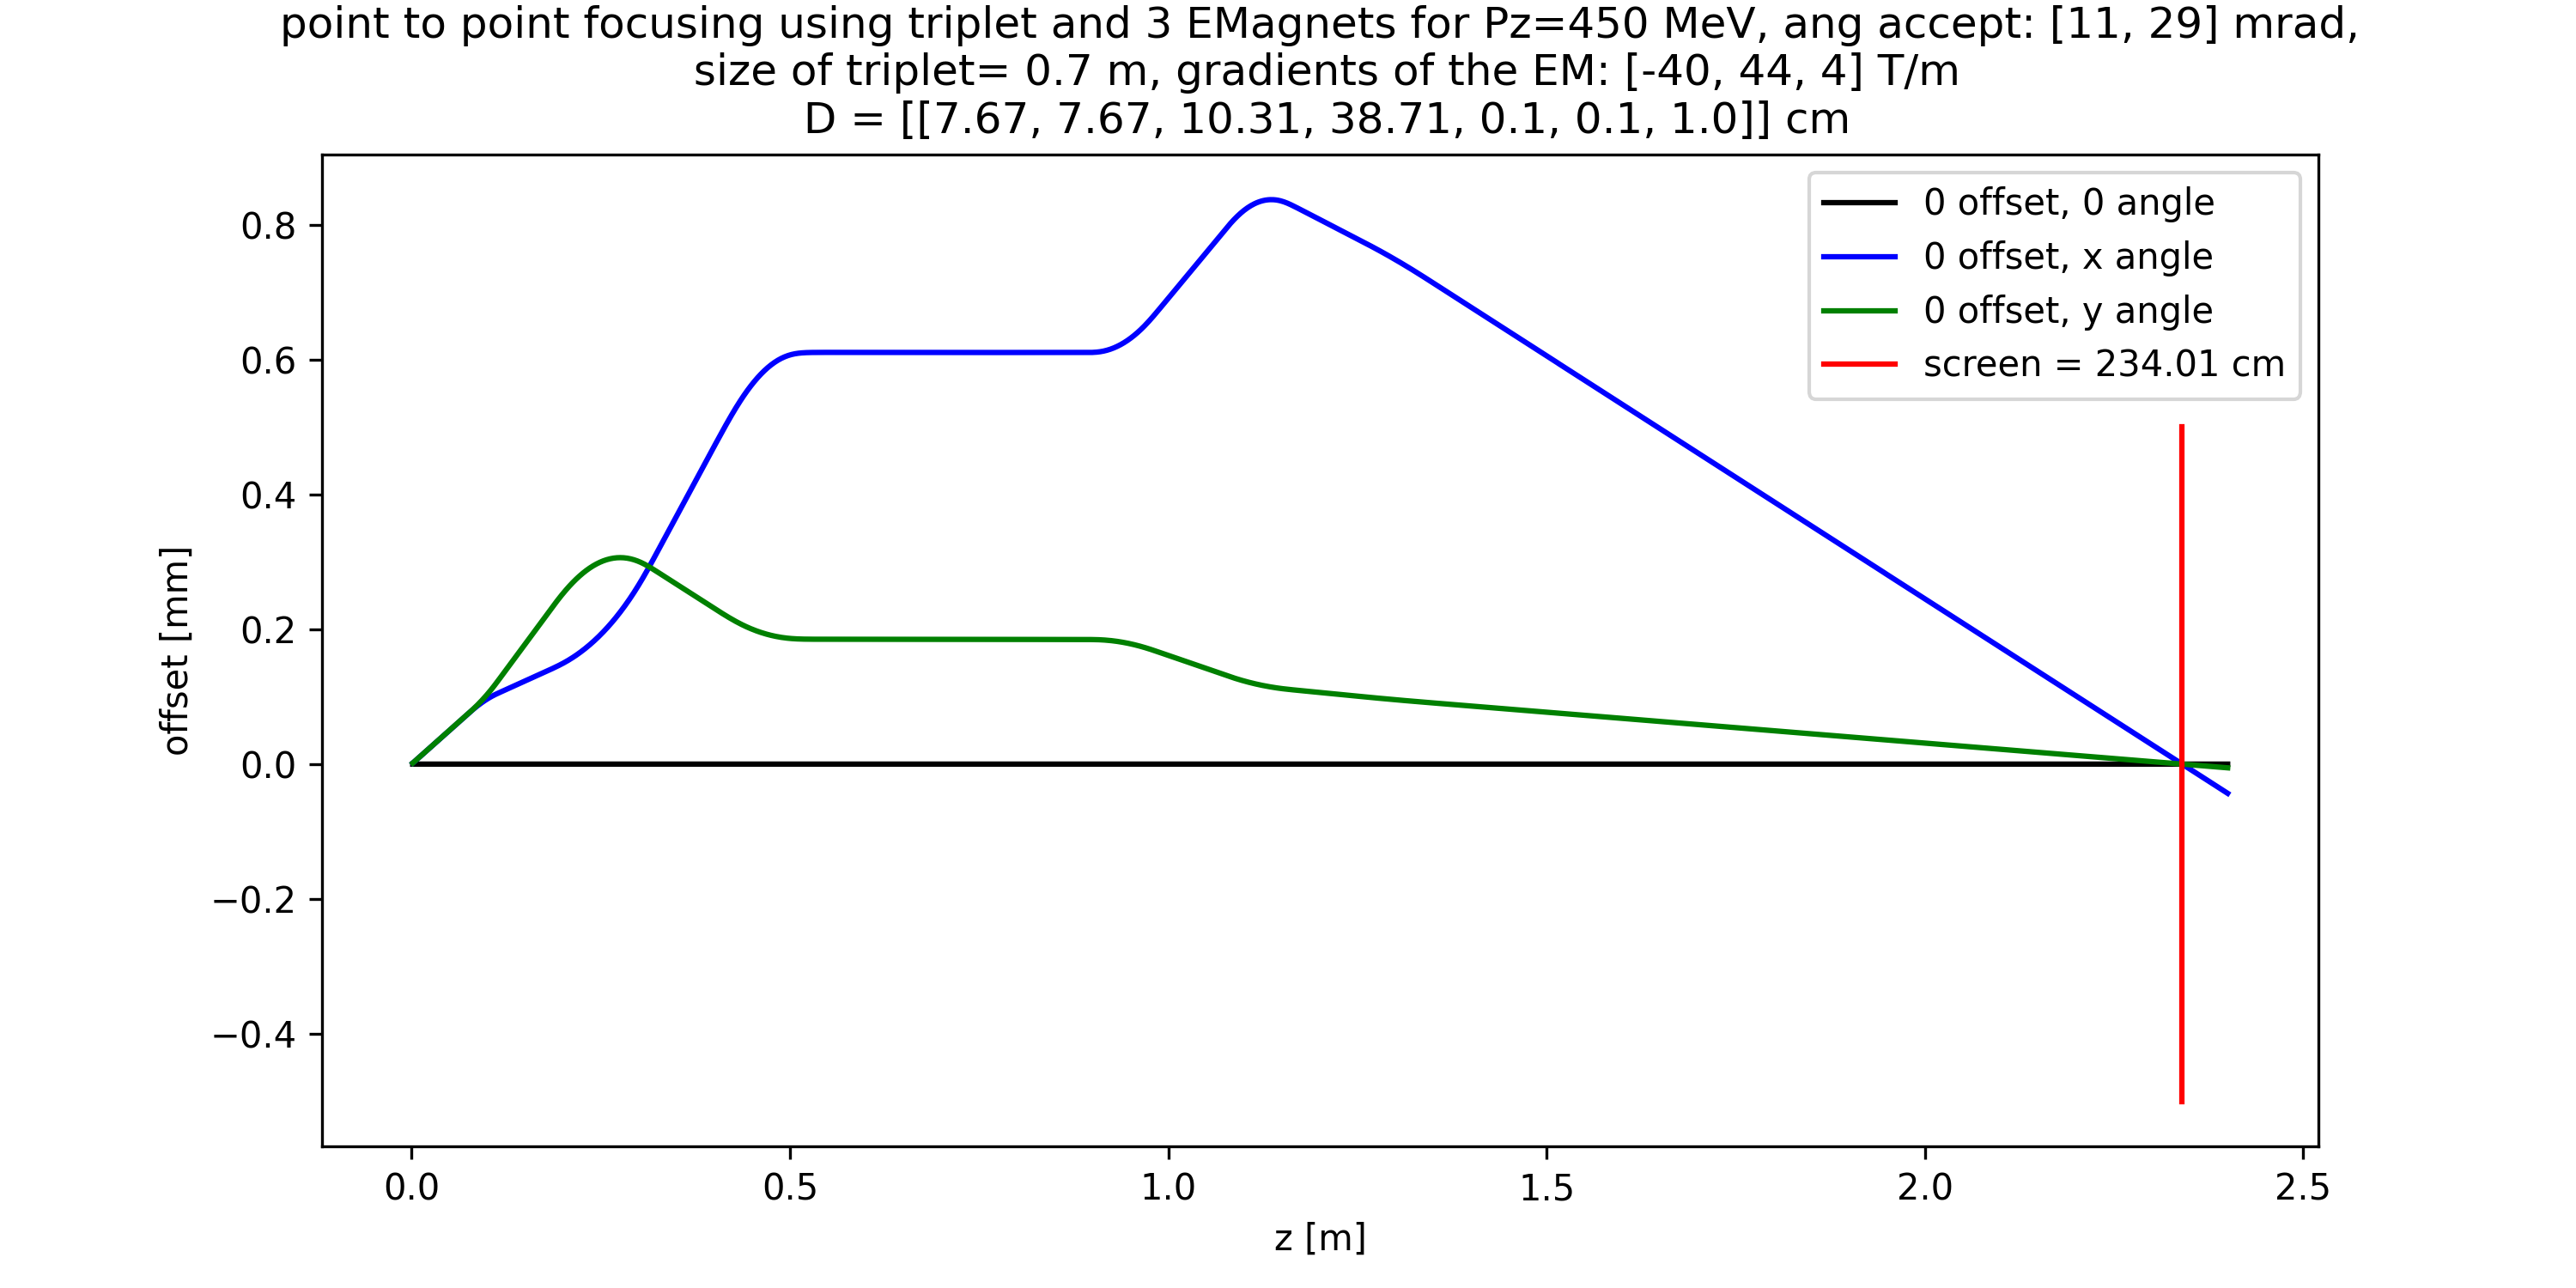 point to point focusing using triplet and 3 EMagnets for Pz=450 MeV, ang accept: [11, 29] mrad,
size of triplet= 0.7 m, gradients of the EM: [-40, 44, 4] T/m
D = [[7.67, 7.67, 10.31, 38.71, 0.1, 0.1, 1.0]] cm
0 offset, 0 angle
0 offset, x angle
0 offset, y angle
screen = 234.01 cm
offset [mm]
0.8
0.6
0.4
0.2
0.0
−0.2
−0.4
0.0 0.5 1.0 1.5 2.0 2.5
z [m]